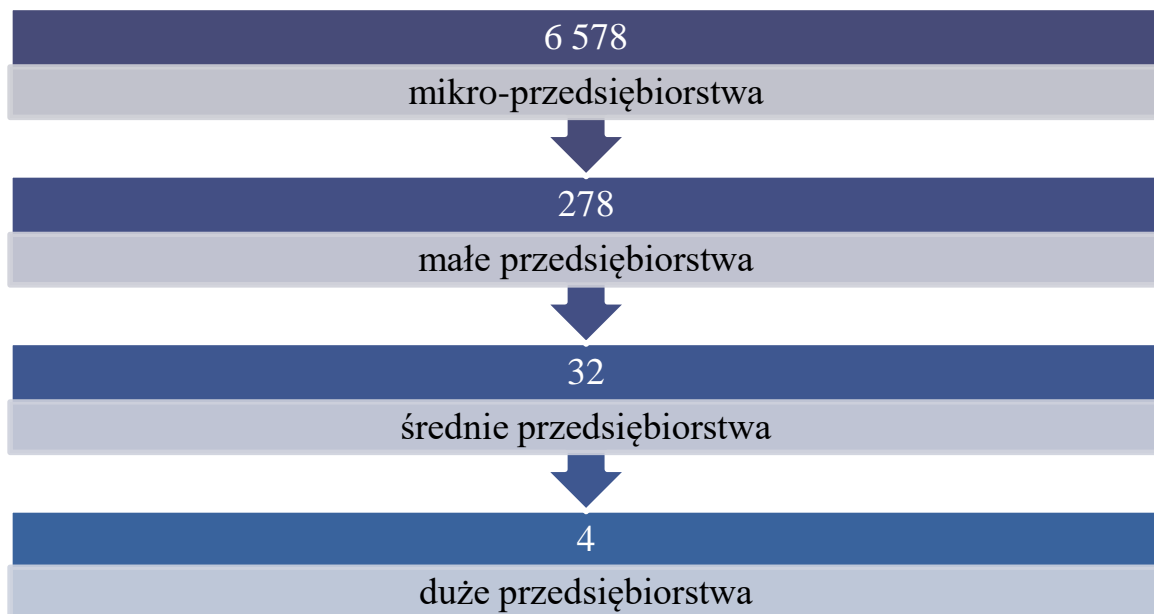 6 578
mikro-przedsiębiorstwa
278
małe przedsiębiorstwa
32
średnie przedsiębiorstwa
4
duże przedsiębiorstwa